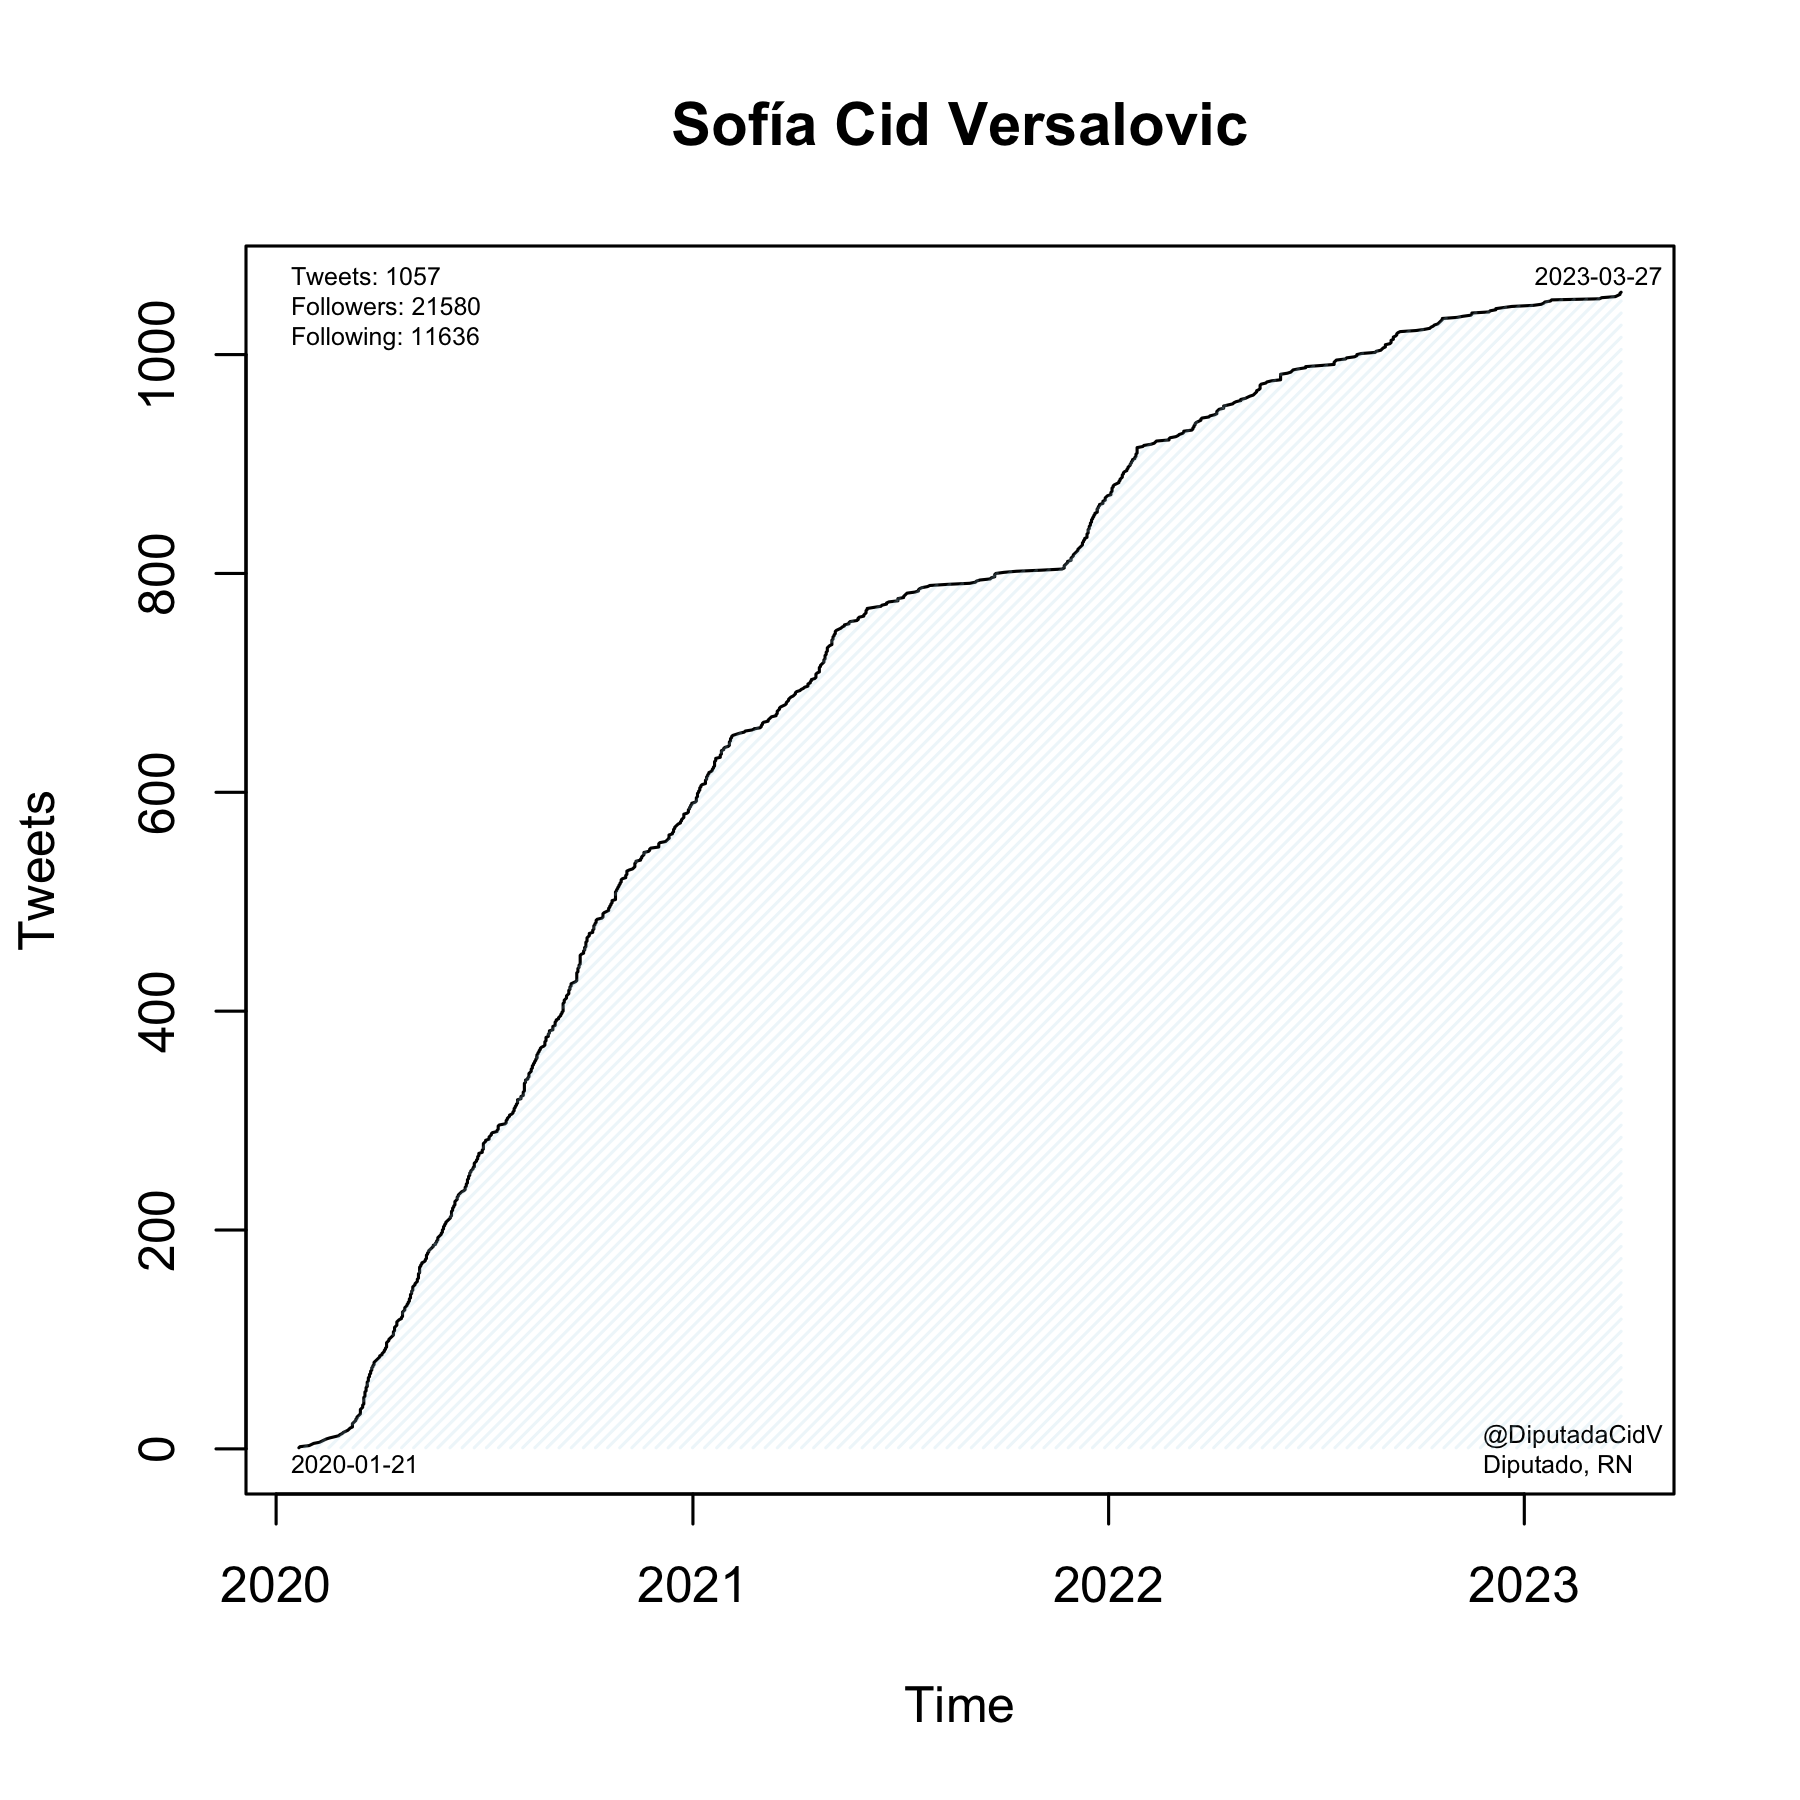 Sofía Cid Versalovic
Tweets: 1057
Followers: 21580
Following: 11636
2023-03-27
1000
800
600
400
200
0
Tweets
@DiputadaCidV
Diputado, RN
2020-01-21
2020
2021
2022
2023
Time